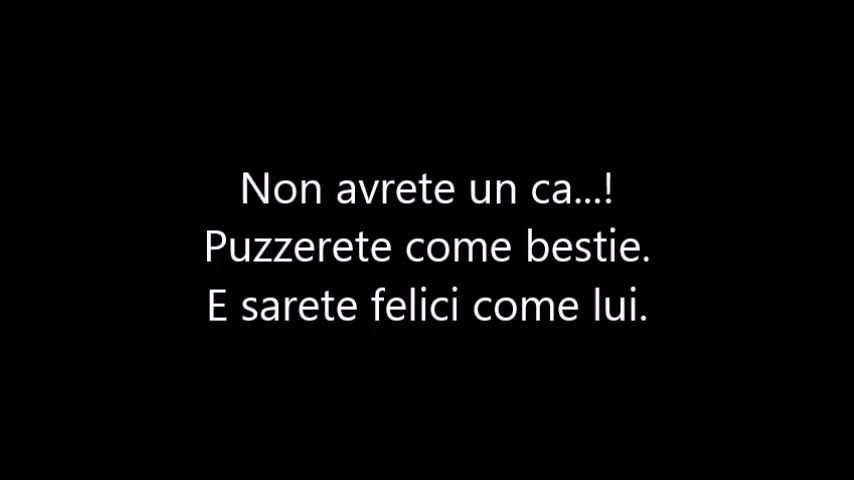 Non avrete un ca...!
Puzzerete come bestie.
E sarete felici come lui.